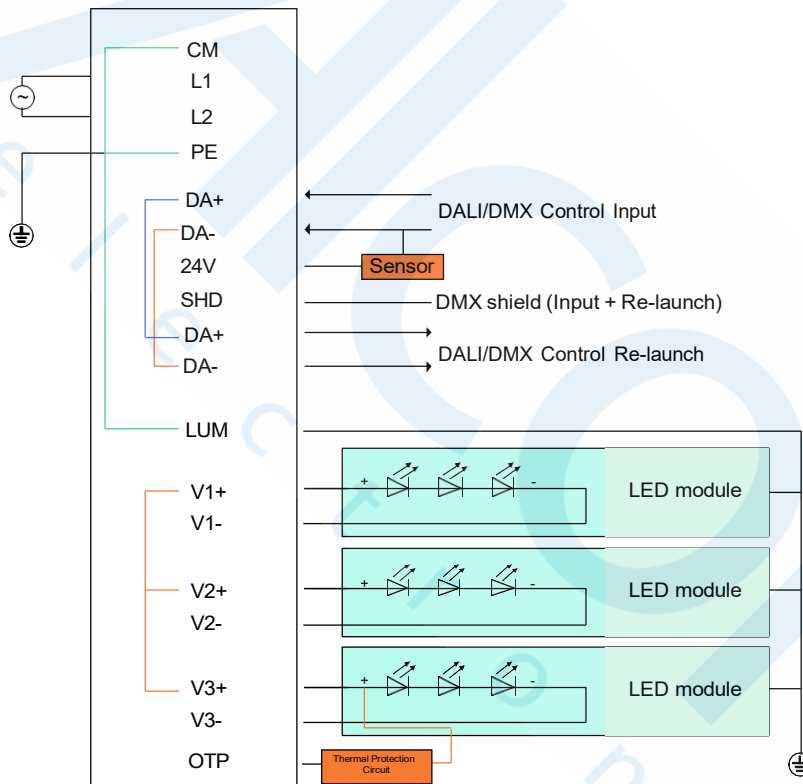 CM
L1
~
L2
PE
DA+
DALI/DMX Control Input
DA-
24V
Sensor
SHD
DMX shield (Input + Re-launch)
DA+
DALI/DMX Control Re-launch
DA-
LUM
V1+
+ -
LED module
V1-
V2+
+ -
LED module
V2-
V3+
+ -
LED module
V3-
OTP
Thermal Protection
Circuit